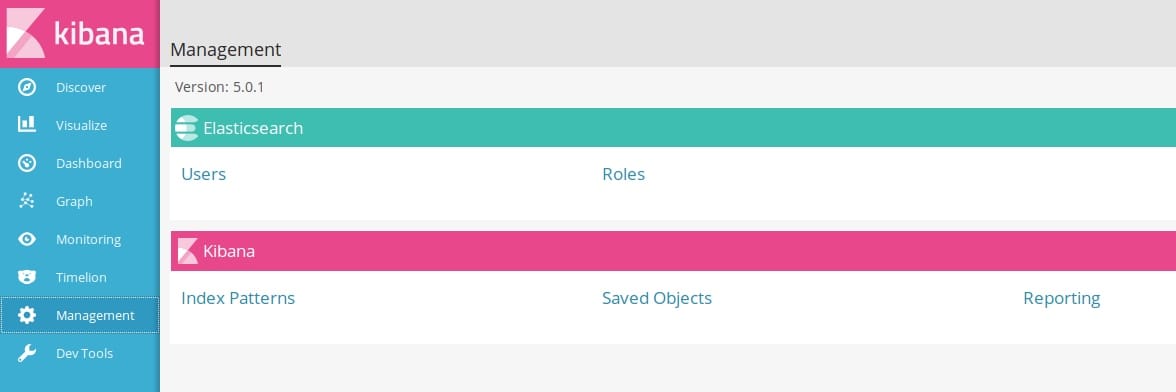 kibana
Discover
Visualize
Dashboard
Graph
Monitoring
Timelion
Management
Dev Tools
Management
Version: 5.0.1
Elasticsearch
Users Roles
Kibana
Index Patterns Saved Objects Reporting